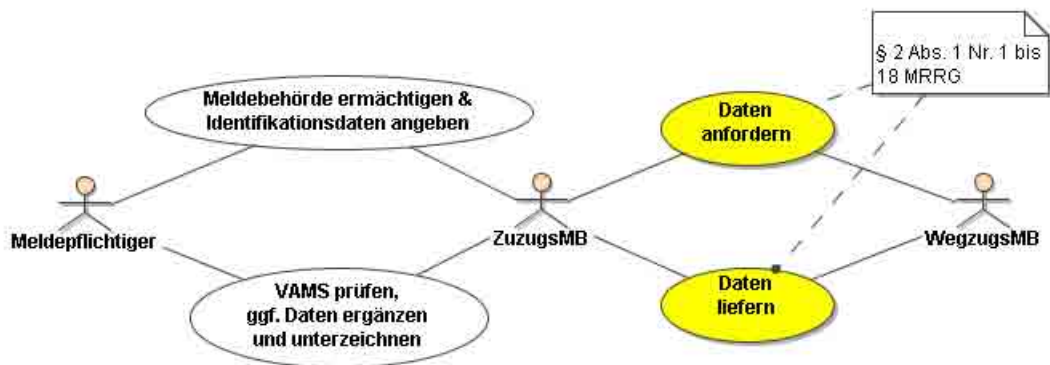 § 2 Abs. 1 Nr. 1 bis
18 MRRG
Meldebehörde ermächtigen &
Identifikationsdaten angeben
Daten
anfordern
Meldepflichtiger
ZuzugsMB
WegzugsMB
VAMS prüfen,
ggf. Daten ergänzen
und unterzeichnen
Daten
liefern